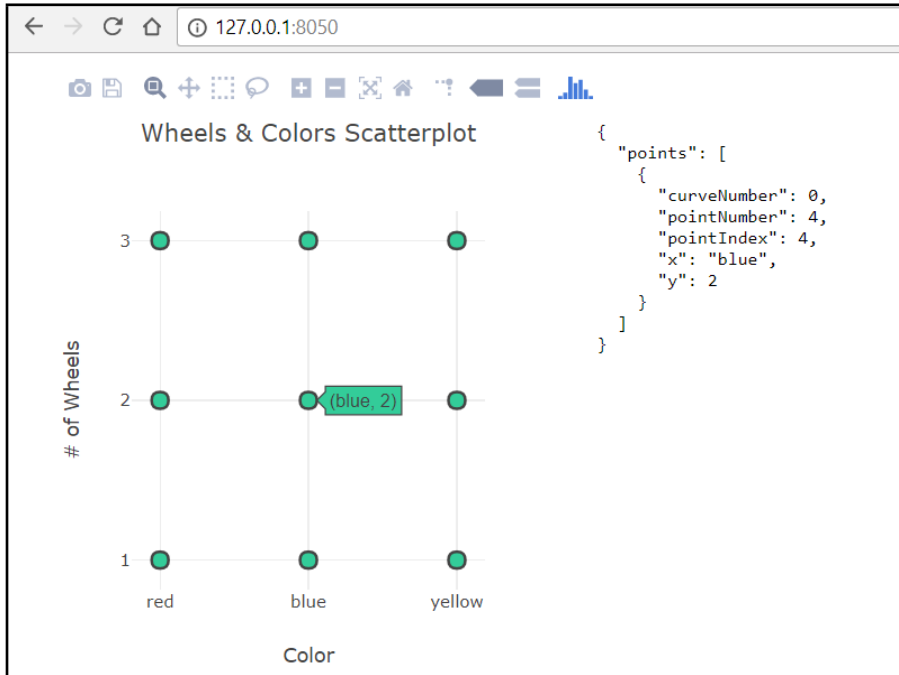 127.0.0.1:8050
Wheels & Colors Scatterplot
3
2
1
# of Wheels
(blue, 2)
red blue yellow
Color
{
  "points": [
    {
      "curveNumber": 0,
      "pointNumber": 4,
      "pointIndex": 4,
      "x": "blue",
      "y": 2
    }
  ]
}